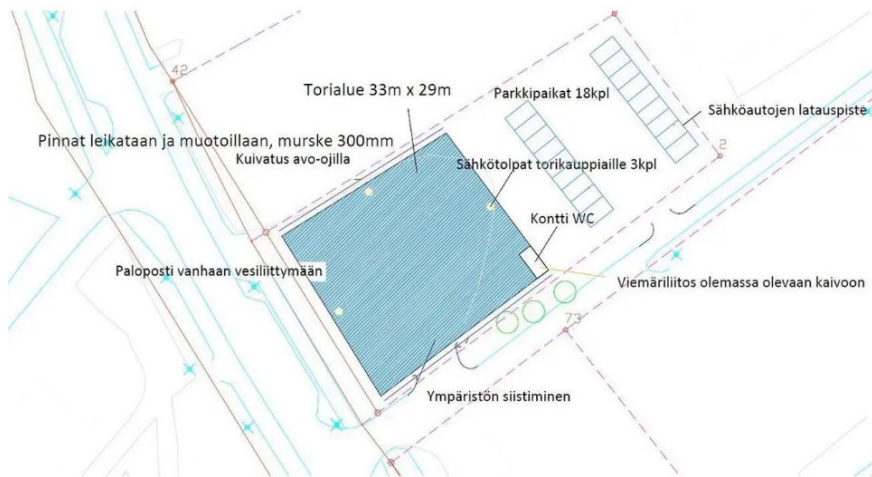 42
Torialue 33m x 29m
Parkkipaikat 18kpl
Sähköautojen latauspiste
Pinnat leikataan ja muotoillaan, murske 300mm
Kuivatus avo-ojilla
Sähkötolpat torikauppiaille 3kpl
2
Kontti WC
Paloposti vanhaan vesiliittymään
Viemäriliitos olemassa olevaan kaivoon
73
Ympäristön siistiminen